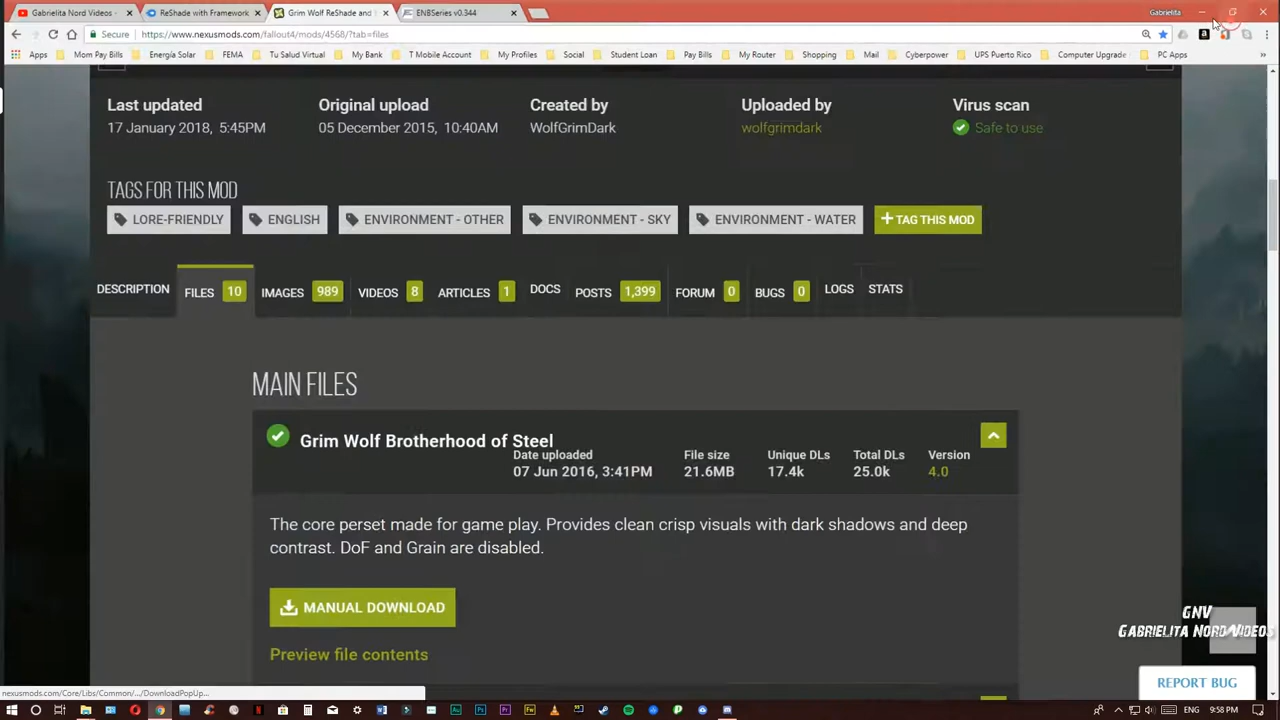 Gabrielita Nord Videos -
ReShade with Framework
Grim Wolf ReShade and
ENBSeries v0.344
Gabrielita
Secure
https://www.nexusmods.com/fallout4/mods/4568/?tab=files
Apps
Mom Pay Bills
Energía Solar
FEMA
Tu Salud Virtual
My Bank
T Mobile Account
My Profiles
Social
Student Loan
Pay Bills
My Router
Shopping
Mail
Cyberpower
UPS Puerto Rico
Computer Upgrade
PC Apps
Last updated
Original upload
Created by
Uploaded by
Virus scan
17 January 2018, 5:45PM
05 December 2015, 10:40AM
WolfGrimDark
wolfgrimdark
Safe to use
TAGS FOR THIS MOD
LORE-FRIENDLY
ENGLISH
ENVIRONMENT - OTHER
ENVIRONMENT - SKY
ENVIRONMENT - WATER
+ TAG THIS MOD
DESCRIPTION
FILES 10
IMAGES 989
VIDEOS 8
ARTICLES 1
DOCS
POSTS 1,399
FORUM 0
BUGS 0
LOGS
STATS
MAIN FILES
Grim Wolf Brotherhood of Steel
Date uploaded
File size
Unique DLs
Total DLs
Version
07 Jun 2016, 3:41PM
21.6MB
17.4k
25.0k
4.0
The core perset made for game play. Provides clean crisp visuals with dark shadows and deep
contrast. DoF and Grain are disabled.
MANUAL DOWNLOAD
Preview file contents
GNV
GABRIELITA NORD VIDEOS
REPORT BUG
nexusmods.com/Core/Libs/Common/.../DownloadPopUp...
ENG
9:58 PM